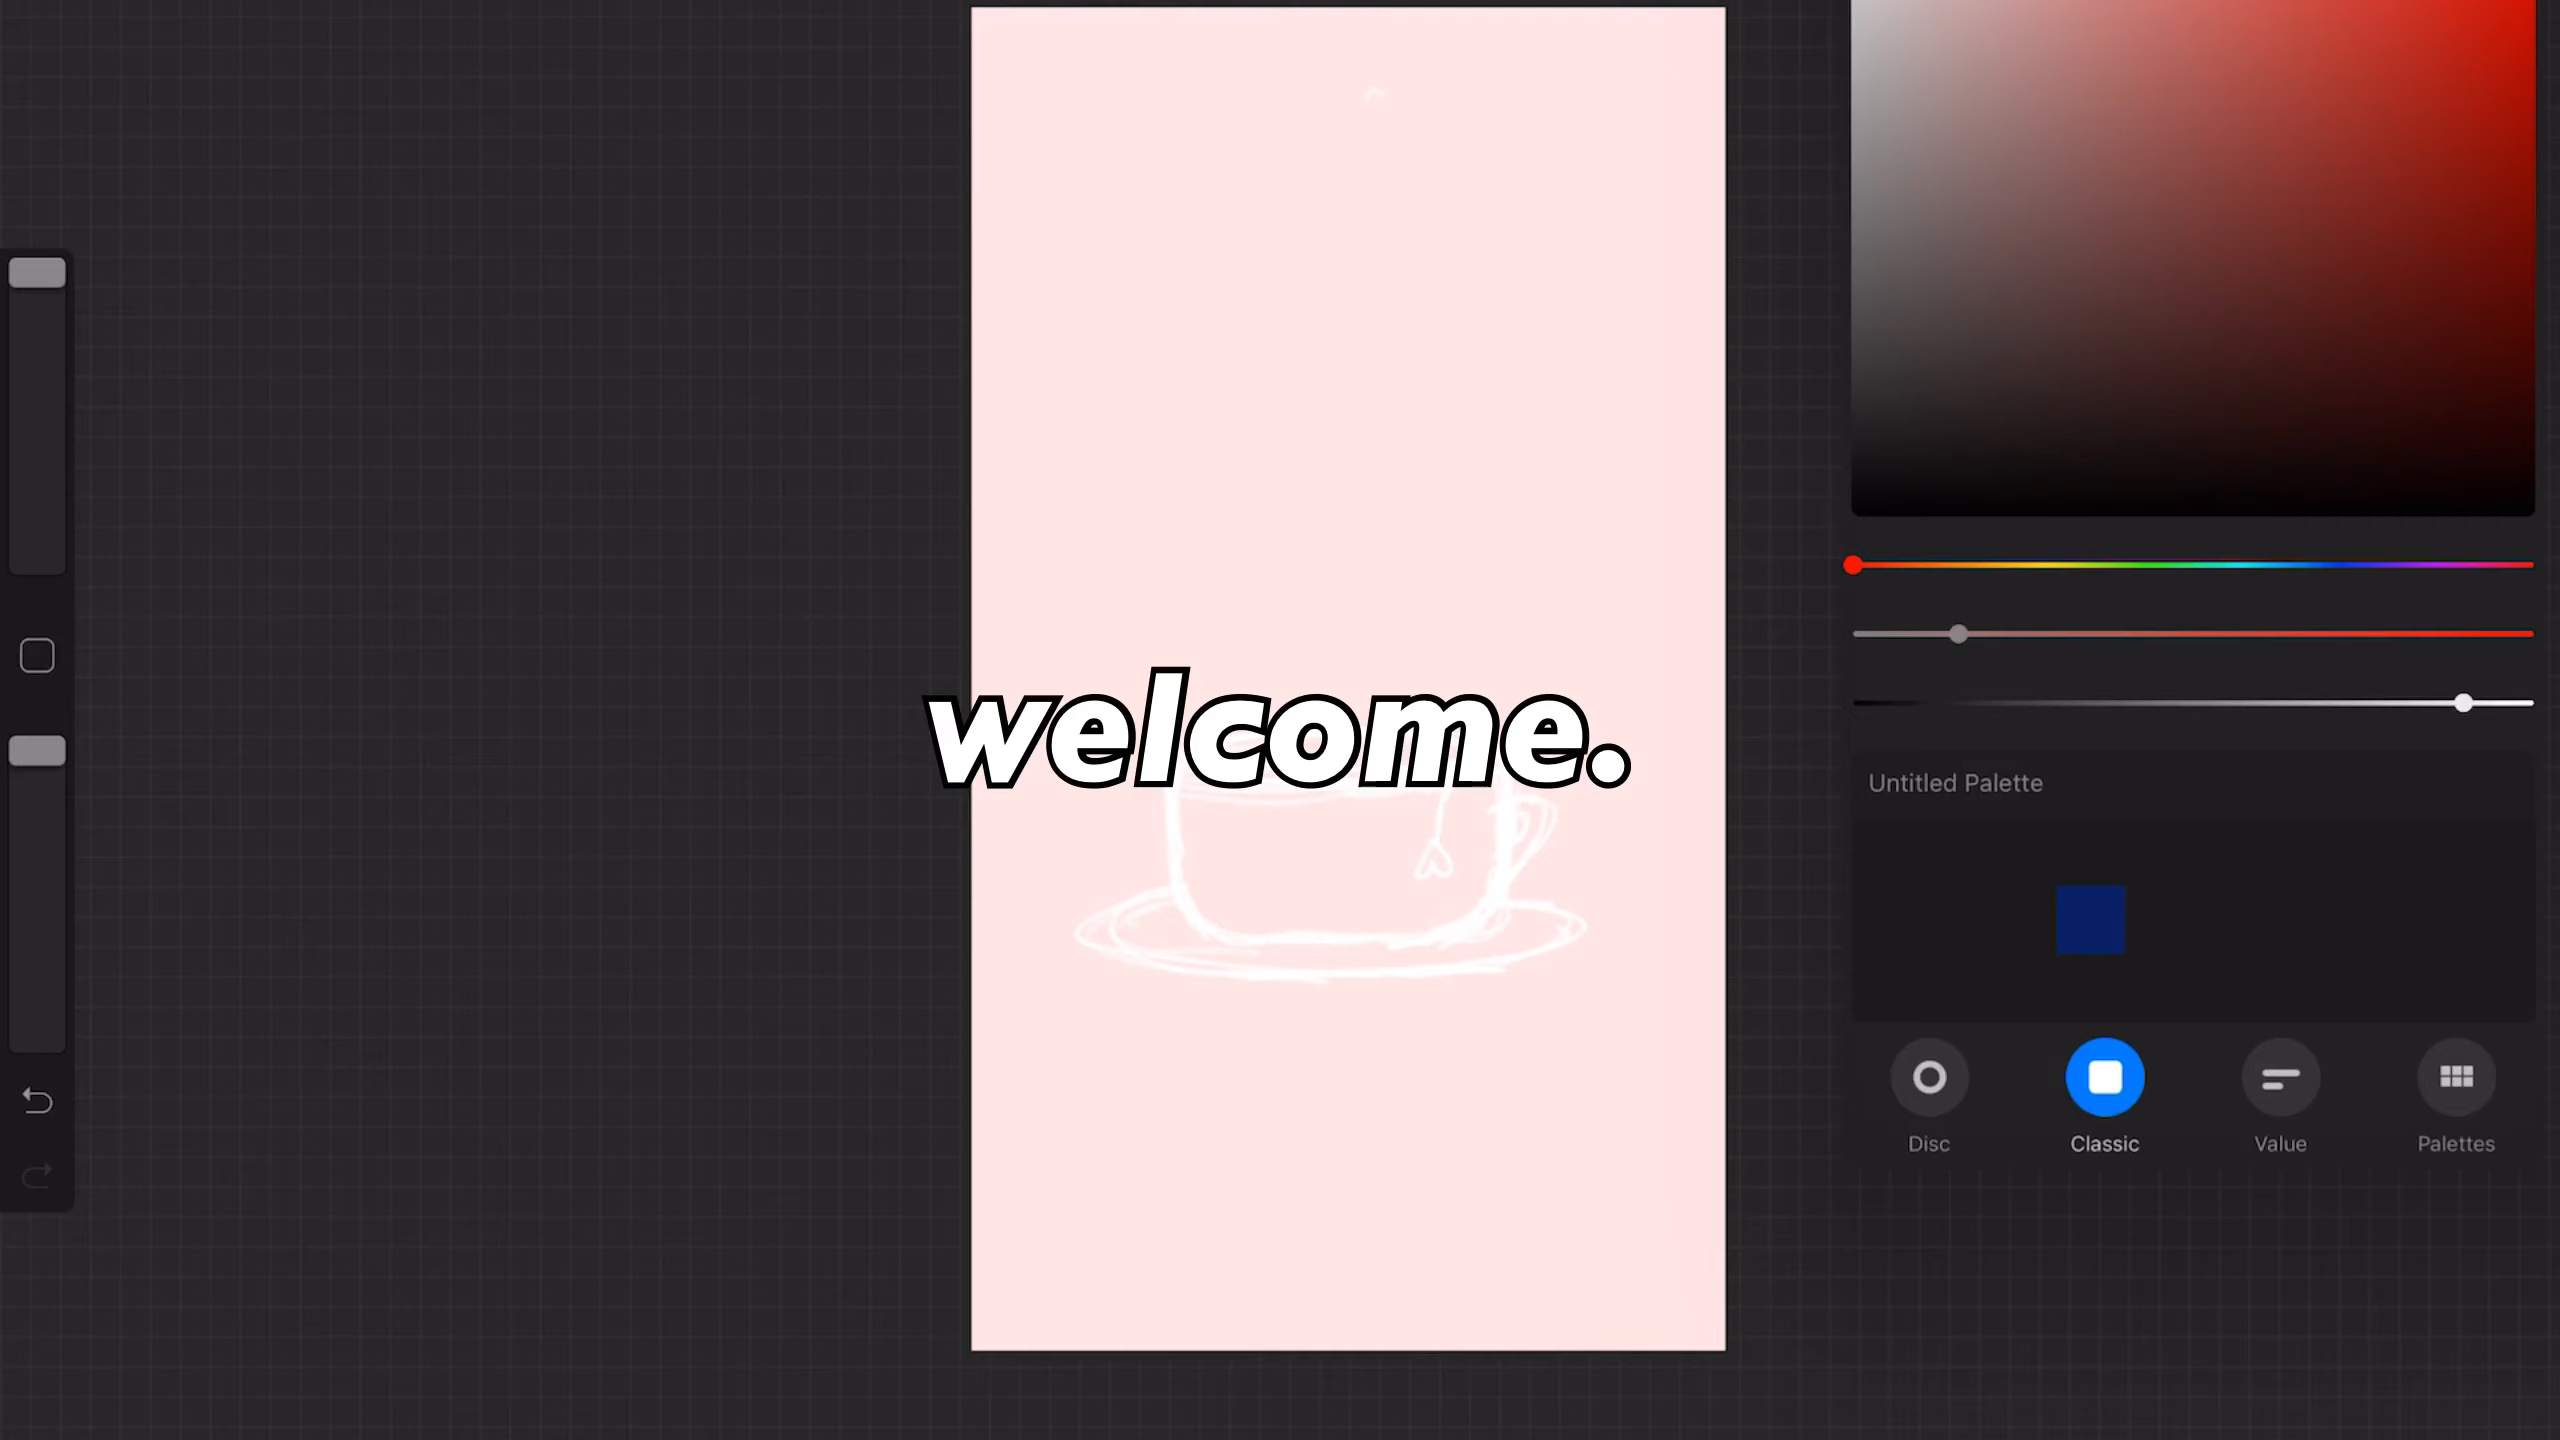 welcome.
Untitled Palette
Disc
Classic
Value
Palettes